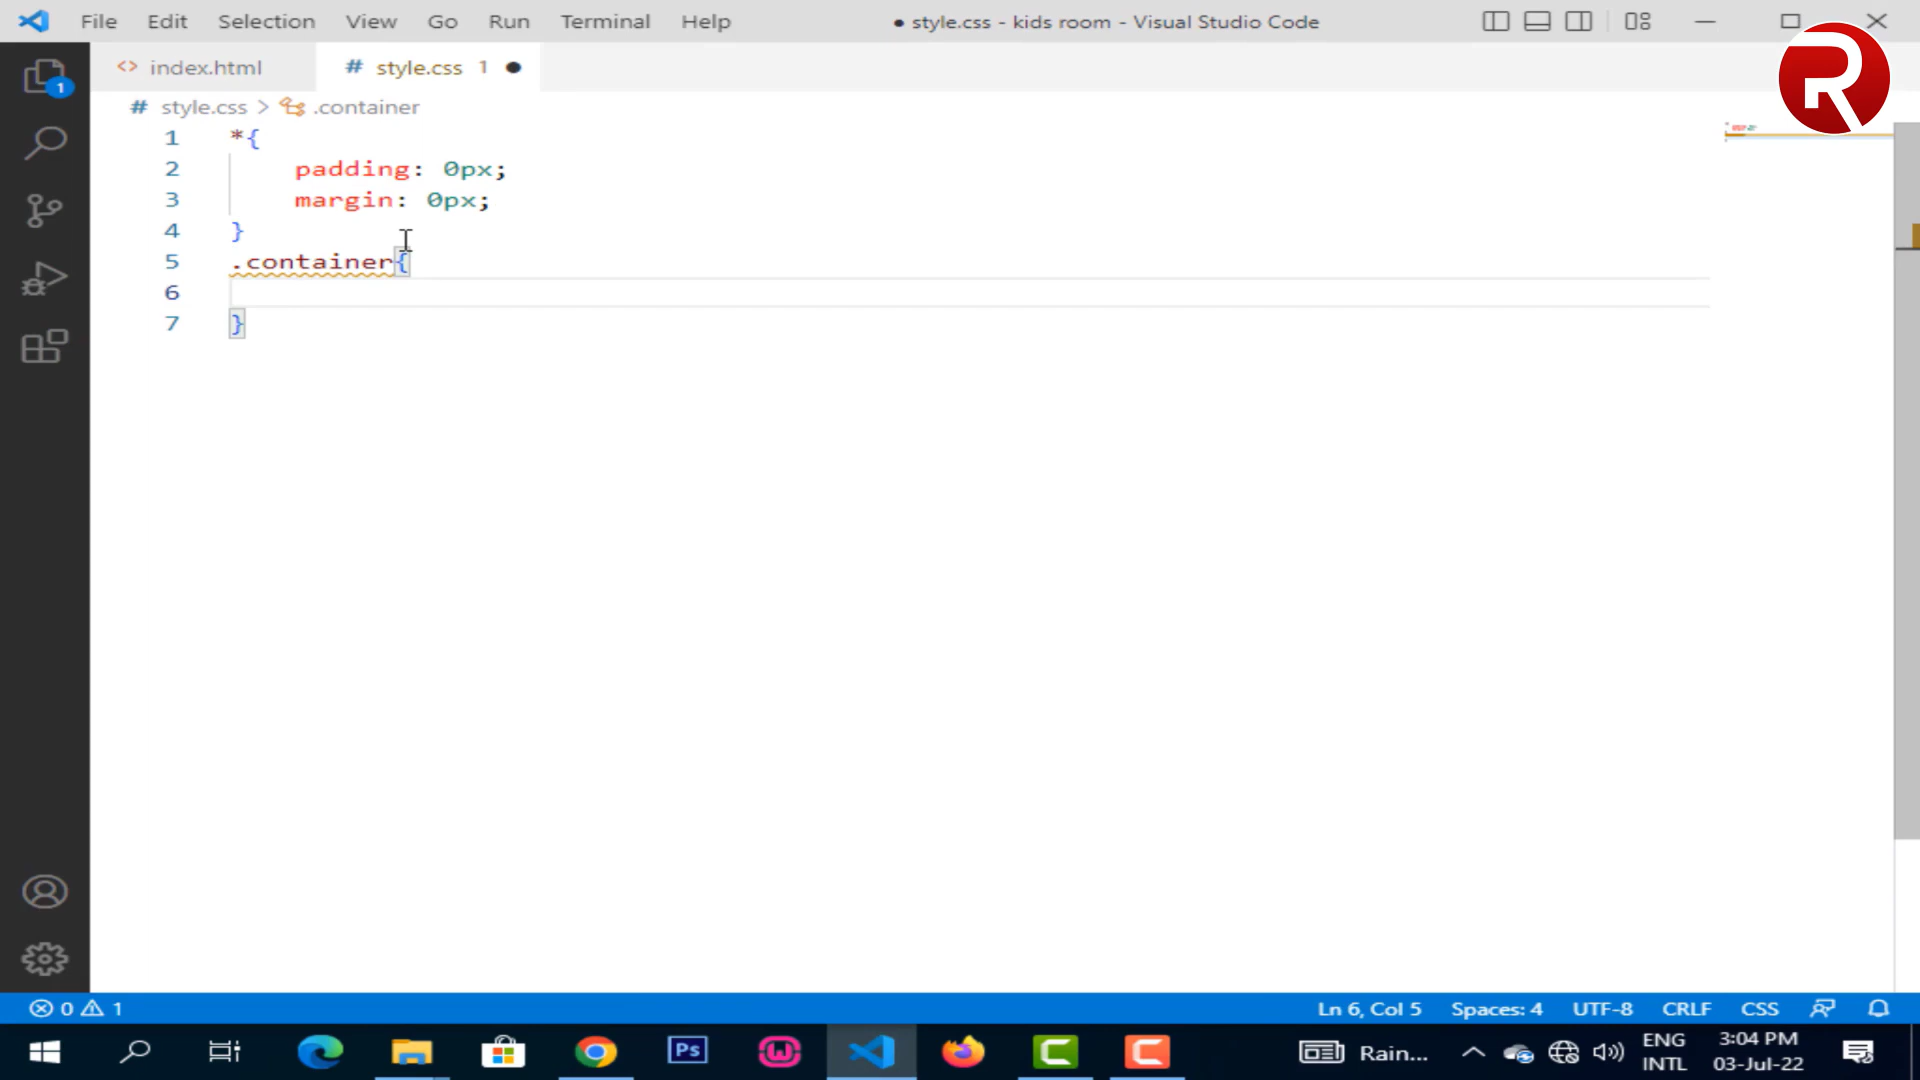 File Edit Selection View Go Run Terminal Help ● style.css - kids room - Visual Studio Code
R
index.html # style.css 1 ●
1
# style.css > .container
1 *{
2 padding: 0px;
3 margin: 0px;
4 }
5 .container{
6
7 }
0 1 Ln 6, Col 5 Spaces: 4 UTF-8 CRLF CSS
Ps Rain... ENG INTL 3:04 PM 03-Jul-22